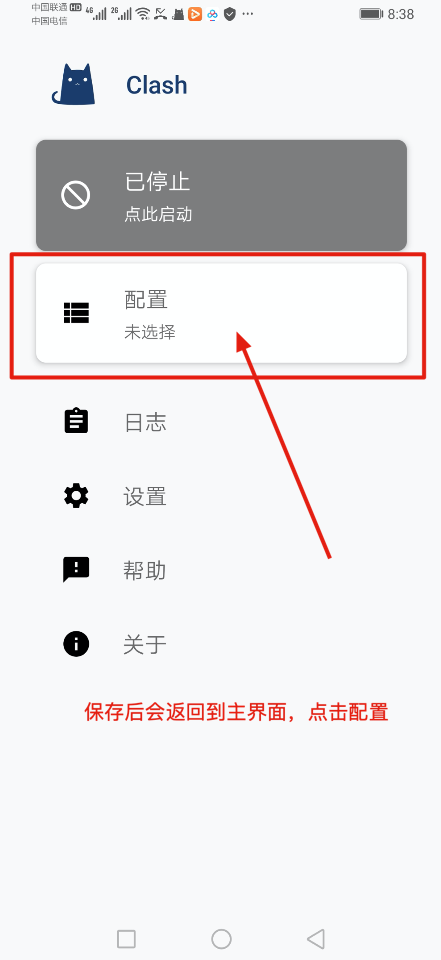 中国联通 HD 4G 2G 8:38
中国电信
Clash
已停止
点此启动
配置
未选择
日志
设置
帮助
关于
保存后会返回到主界面，点击配置